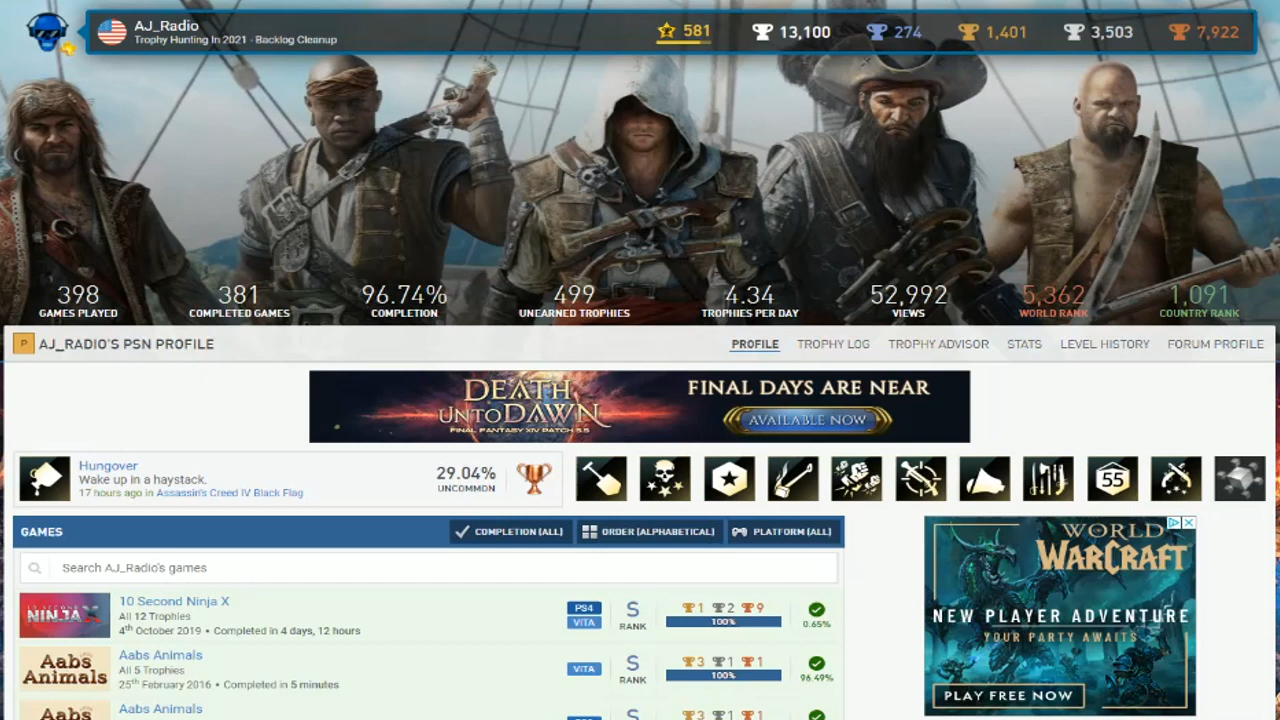 AJ_Radio
Trophy Hunting In 2021 - Backlog Cleanup
581 13,100 274 1,401 3,503 7,922
398 381 96.74% 499 4.34 52,992 5,362 1,091
GAMES PLAYED COMPLETED GAMES COMPLETION UNEARNED TROPHIES TROPHIES PER DAY VIEWS WORLD RANK COUNTRY RANK
P AJ_RADIO'S PSN PROFILE PROFILE TROPHY LOG TROPHY ADVISOR STATS LEVEL HISTORY FORUM PROFILE
DEATH
UNTO DAWN
FINAL FANTASY XIV PATCH 5.5
FINAL DAYS ARE NEAR
AVAILABLE NOW
Hungover
Wake up in a haystack.
17 hours ago in Assassin's Creed IV Black Flag
29.04%
UNCOMMON
55
GAMES COMPLETION (ALL) ORDER (ALPHABETICAL) PLATFORM (ALL)
Search AJ_Radio's games
10 SECOND
NINJA X
10 Second Ninja X
All 12 Trophies
4th October 2019 • Completed in 4 days, 12 hours
PS4
VITA
S
RANK
1 2 9
100%
0.65%
Aabs
Animals
Aabs Animals
All 5 Trophies
25th February 2016 • Completed in 5 minutes
VITA
S
RANK
3 1 1
100%
96.49%
Aabs
Aabs Animals
S
3 1 1
WORLD
OF
WARCRAFT
NEW PLAYER ADVENTURE
YOUR PARTY AWAITS
PLAY FREE NOW